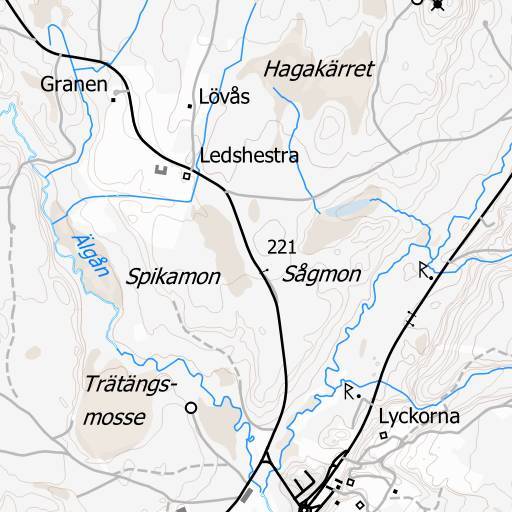 Hagakärret
Granen
Lövås
Ledshestra
Älgån
221
Spikamon
Sågmon
R
Trätängs-
mosse
R
Lyckorna